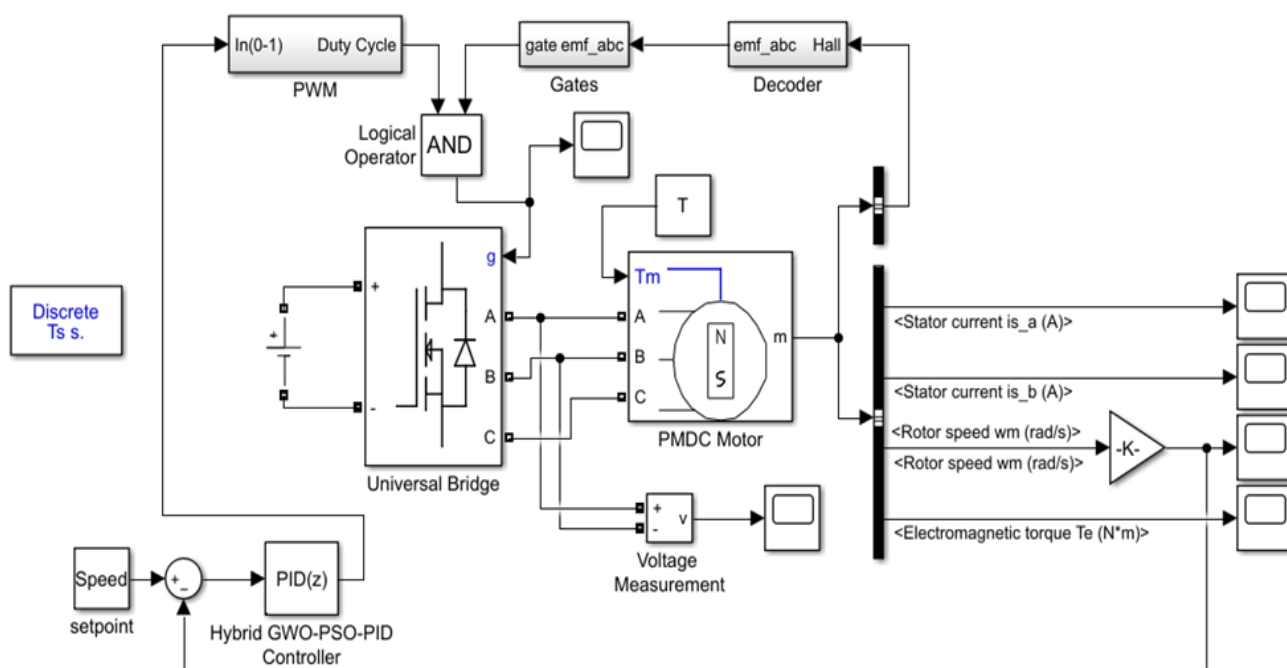 In(0-1) Duty Cycle
PWM
gate emf_abc
Gates
emf_abc Hall
Decoder
Logical
Operator
AND
T
g
+
A
B
-
C
Universal Bridge
+
Discrete
Ts s.
Tm
A
B
C
N
S
m
PMDC Motor
<Stator current is_a (A)>
<Stator current is_b (A)>
<Rotor speed wm (rad/s)>
<Rotor speed wm (rad/s)>
-K-
<Electromagnetic torque Te (N*m)>
+
-
v
Voltage
Measurement
Speed
setpoint
+
-
PID(z)
Hybrid GWO-PSO-PID
Controller